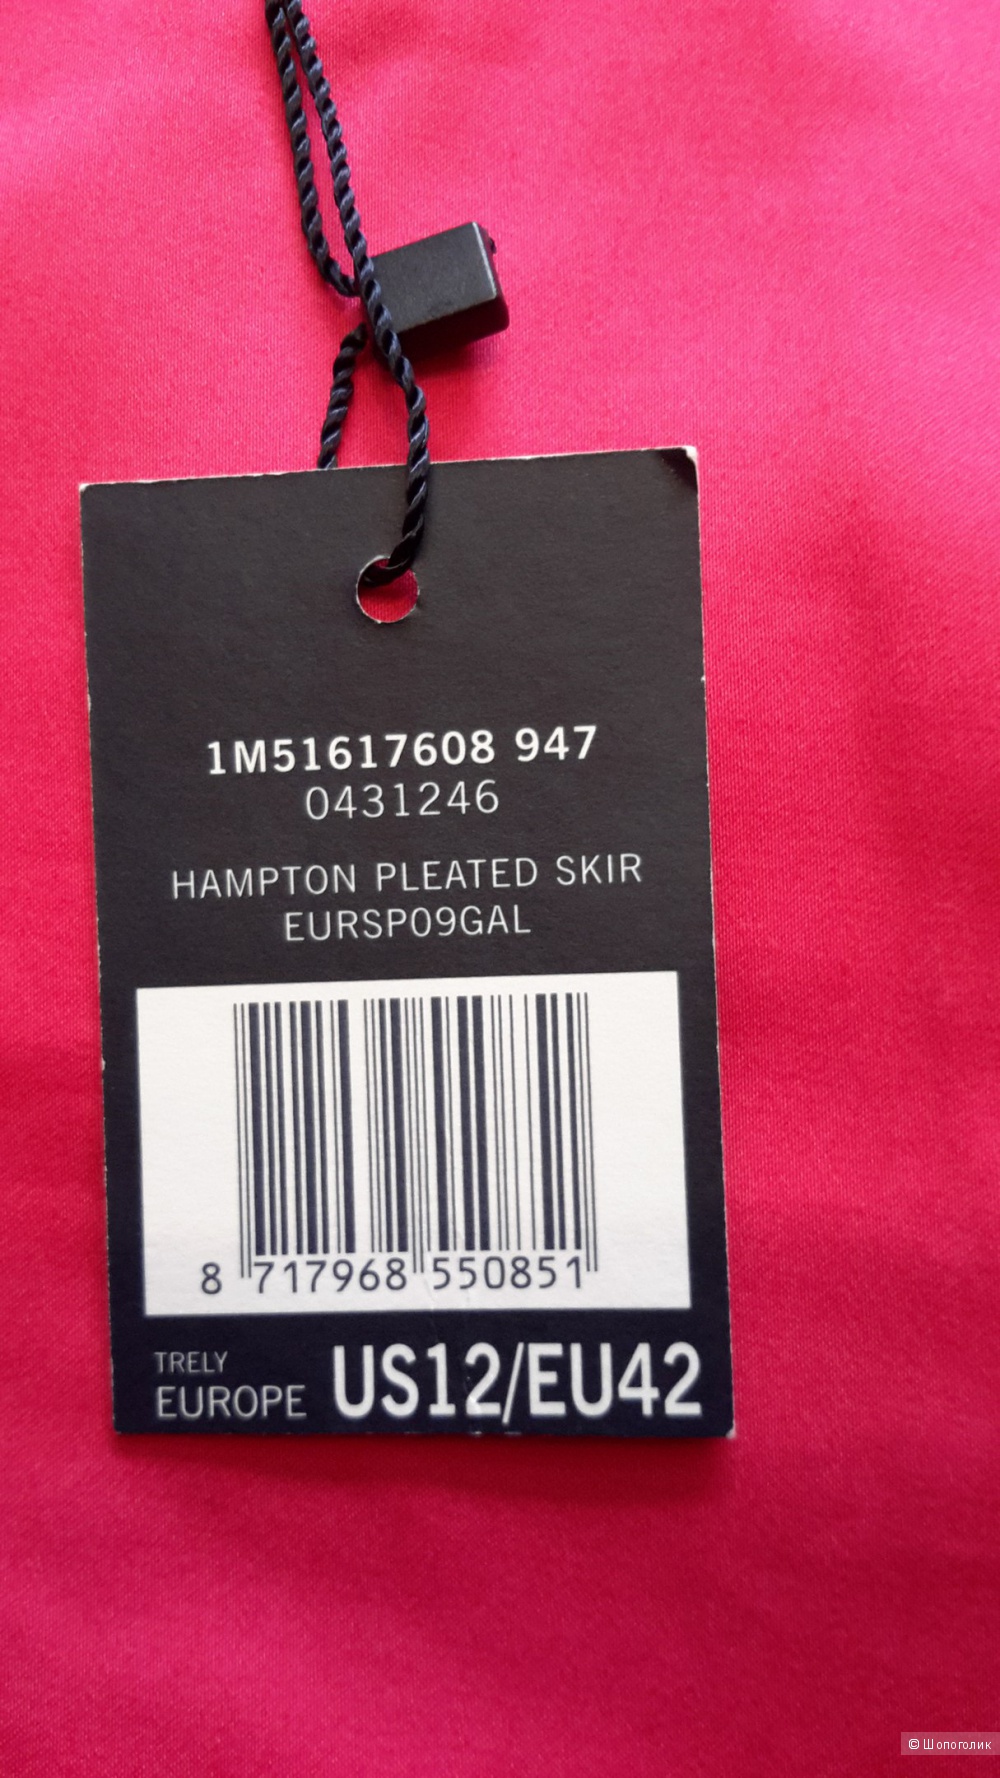 1M51617608 947
0431246
HAMPTON PLEATED SKIR
EURSP09GAL
8 717968 550851
TRELY
EUROPE US12/EU42
© Шопоголик